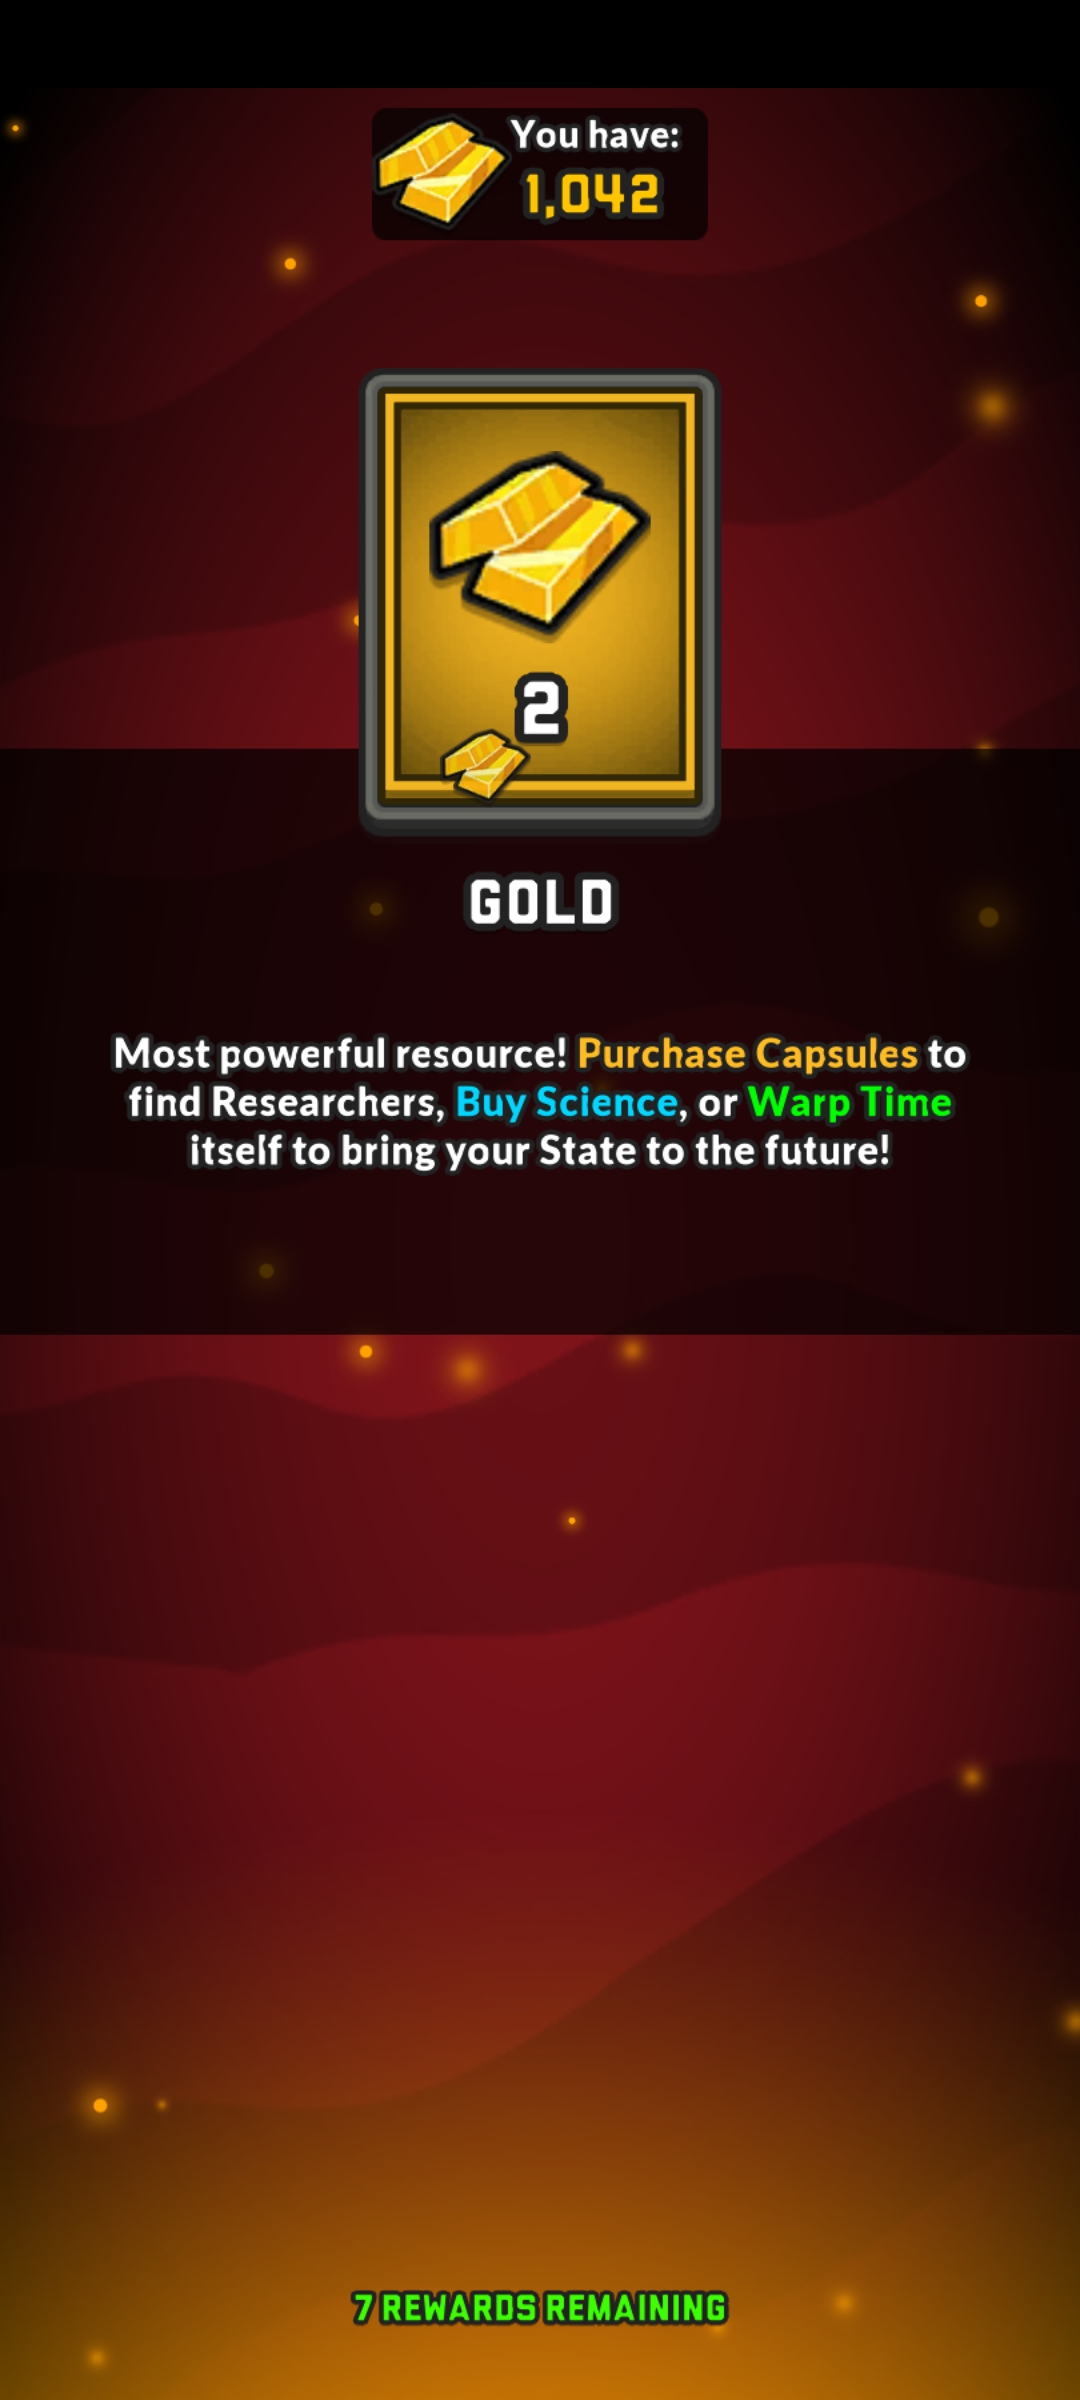 You have:
1,042
2
GOLD
Most powerful resource! Purchase Capsules to
find Researchers, Buy Science, or Warp Time
itself to bring your State to the future!
7 REWARDS REMAINING